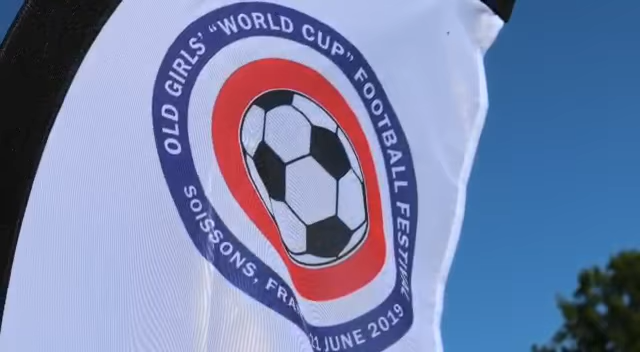 OLD GIRLS' "WORLD CUP" FOOTBALL FESTIVAL
SOISSONS, JUNE 2019